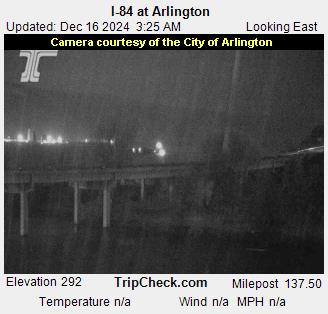 I-84 at Arlington
Updated: Dec 16 2024 3:25 AM Looking East
Camera courtesy of the City of Arlington
Elevation 292 TripCheck.com Milepost 137.50
Temperature n/a Wind n/a MPH n/a